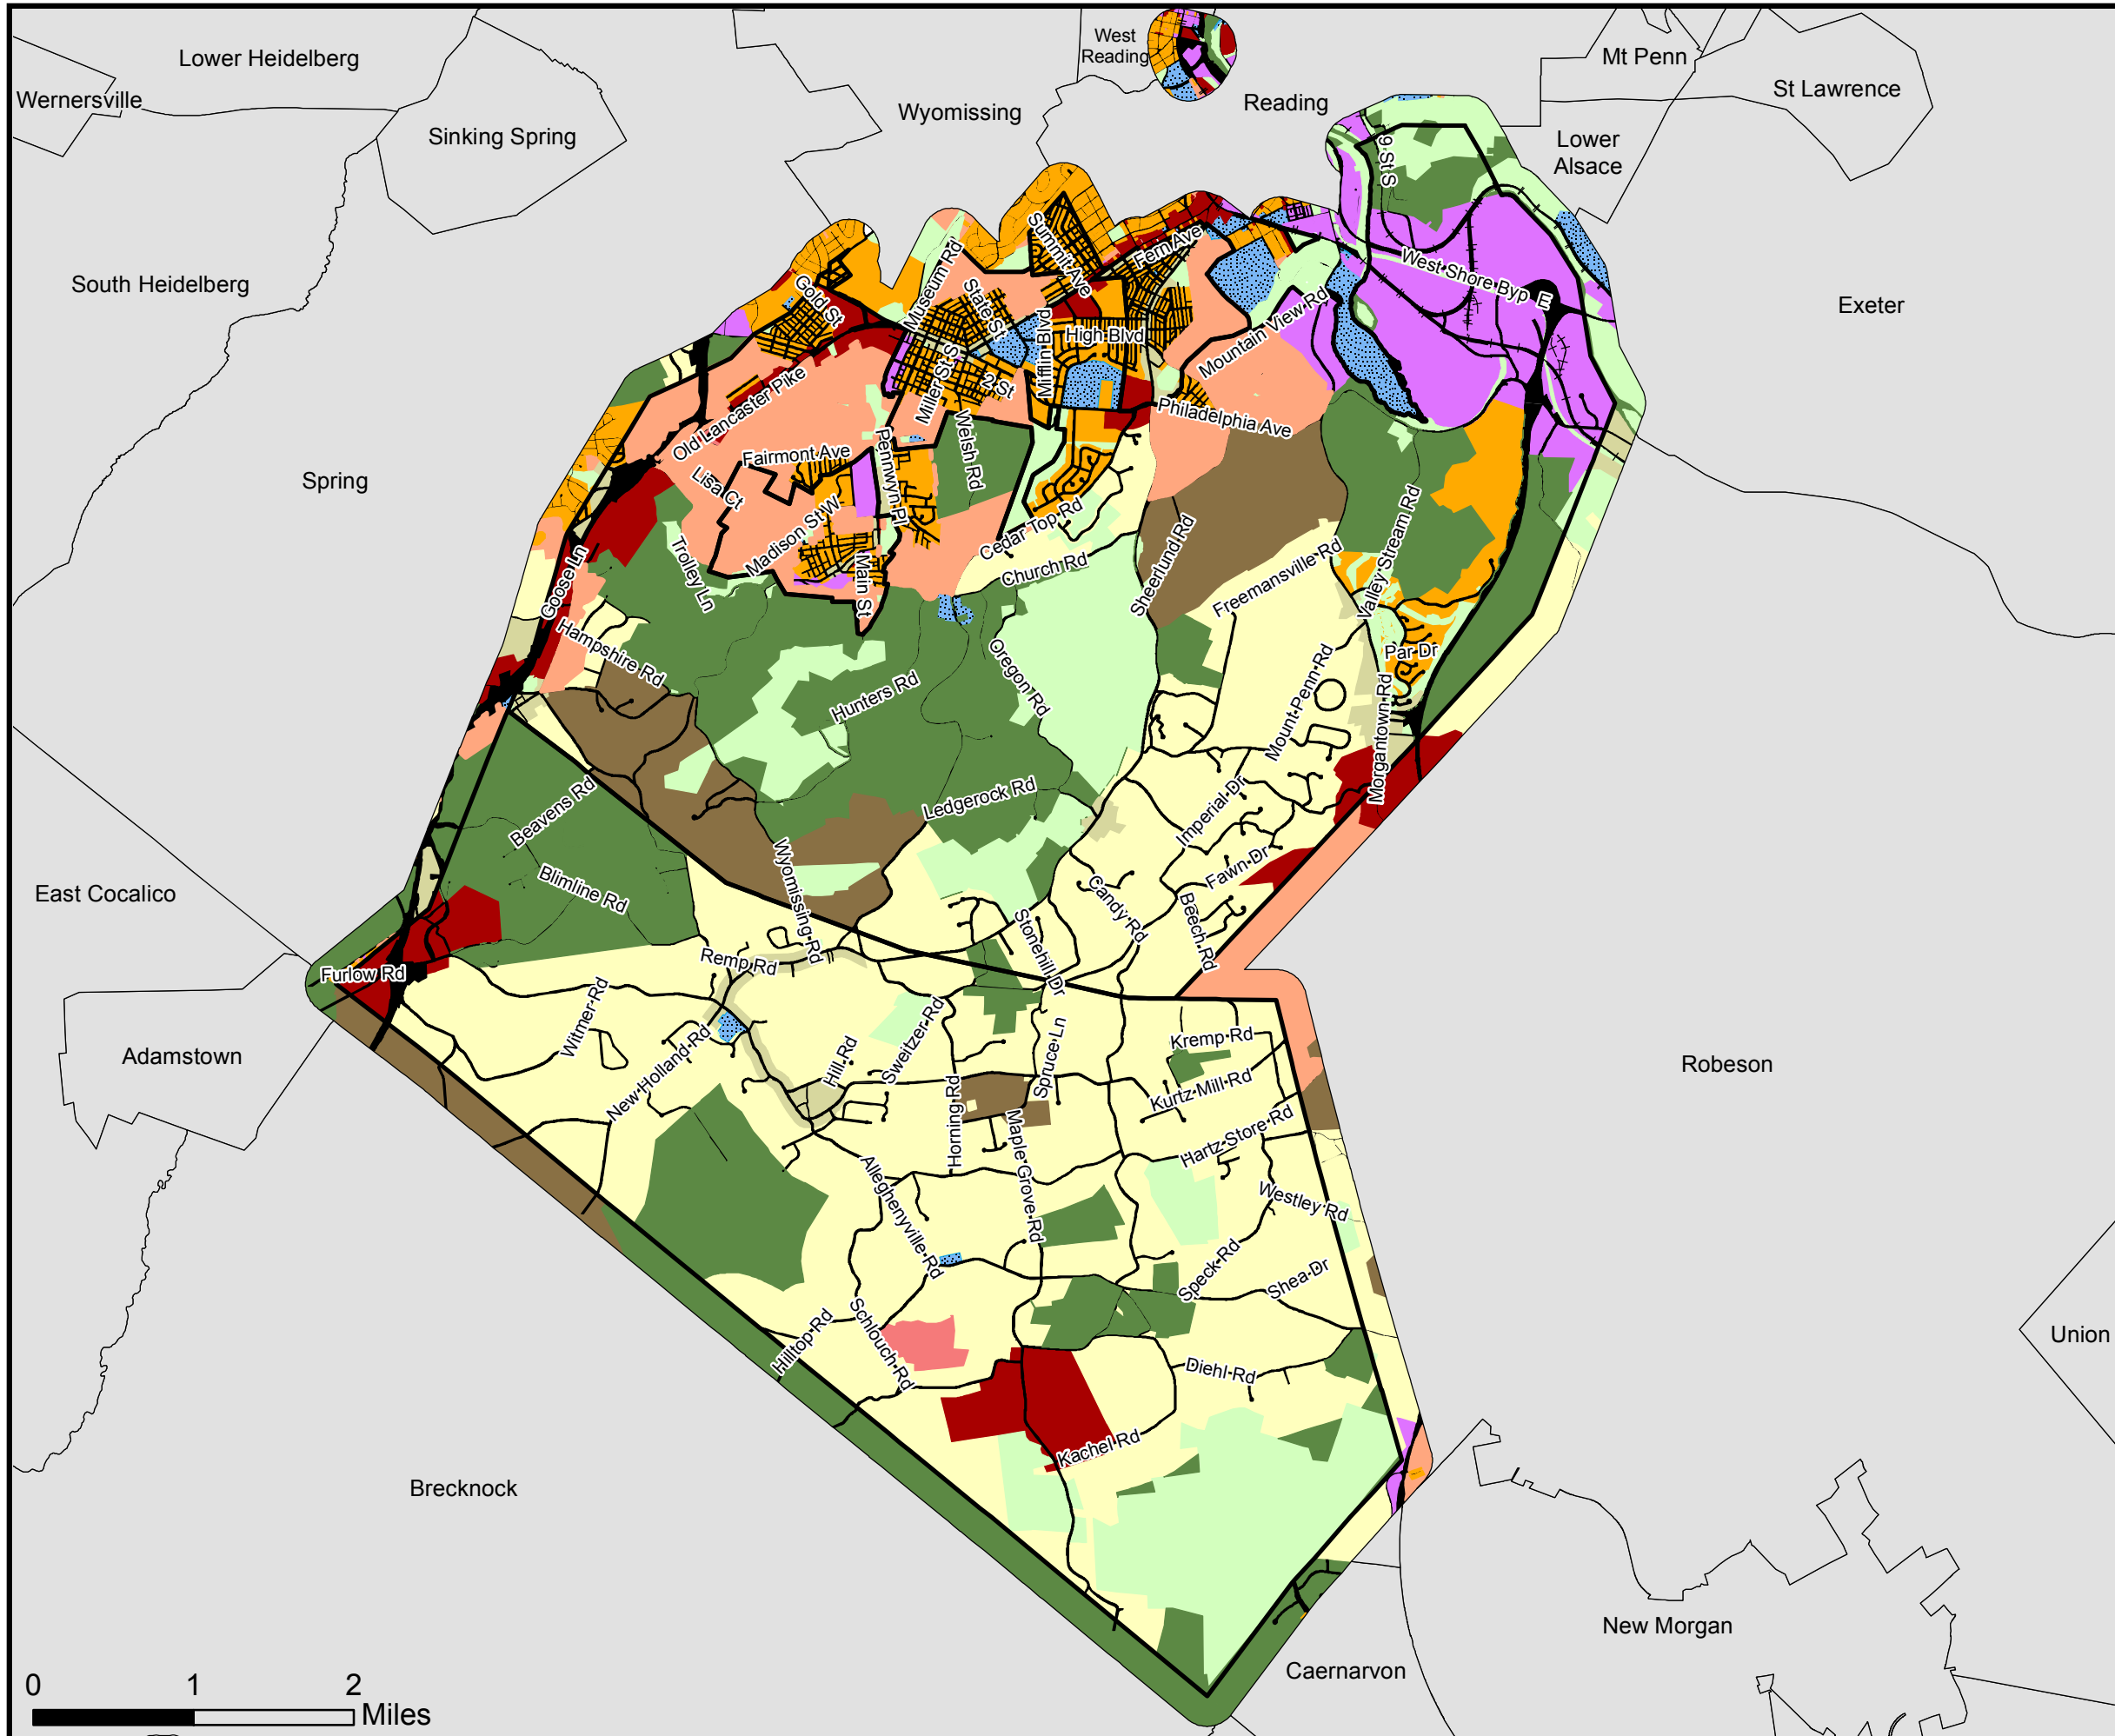 Lower Heidelberg
Wernersville
Sinking Spring
Wyomissing
West
Reading
Reading
Mt Penn
St Lawrence
Lower
Alsace
South Heidelberg
Exeter
Spring
East Cocalico
Adamstown
Robeson
Union
Brecknock
New Morgan
Caernarvon
9 St S
West Shore Byp E
Summit Ave
Fern Ave
Museum Rd
State St
Gold St
Mifflin Blvd
High Blvd
Mountain View Rd
Miller St S
2 St
Old Lancaster Pike
Philadelphia Ave
Welsh Rd
Pennwyn Pl
Fairmont Ave
Lisa Ct
Madison St W
Main St
Cedar Top Rd
Church Rd
Sheerlund Rd
Freemansville Rd
Valley Stream Rd
Par Dr
Trolley Ln
Goose Ln
Hampshire Rd
Hunters Rd
Oregon Rd
Mount Penn Rd
Morgantown Rd
Beavens Rd
Blimline Rd
Ledgerock Rd
Imperial Dr
Fawn Dr
Wyomissing Rd
Candy Rd
Beech Rd
Stonehill Dr
Furlow Rd
Remp Rd
Witmer Rd
New Holland Rd
Hill Rd
Sweitzer Rd
Spruce Ln
Kremp Rd
Kurtz Mill Rd
Hartz Store Rd
Horning Rd
Maple Grove Rd
Alleghenyville Rd
Westley Rd
Speck Rd
Shea Dr
Hilltop Rd
Schlouch Rd
Diehl Rd
Kachel Rd
0 1 2
Miles